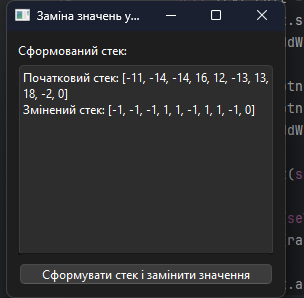 Заміна значень у...
Сформований стек:
Початковий стек: [-11, -14, -14, 16, 12, -13, 13,
18, -2, 0]
Змінений стек: [-1, -1, -1, 1, 1, -1, 1, 1, -1, 0]
Сформувати стек і замінити значення